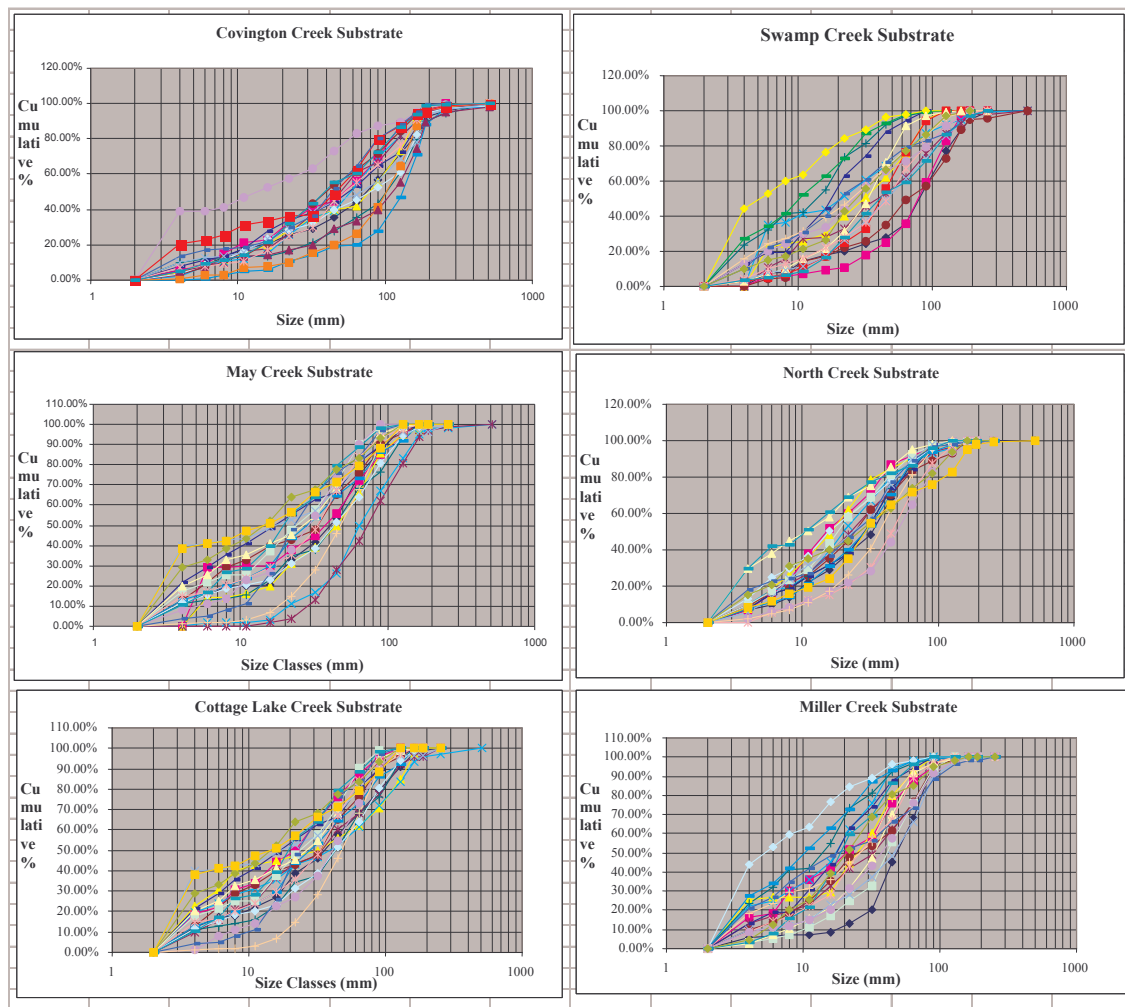 Covington Creek Substrate
Cu
mu
lati
ve
%
120.00%
100.00%
80.00%
60.00%
40.00%
20.00%
0.00%
1 10 100 1000
Size (mm)
Swamp Creek Substrate
Cu
mu
lati
ve
%
120.00%
100.00%
80.00%
60.00%
40.00%
20.00%
0.00%
1 10 100 1000
Size (mm)
May Creek Substrate
Cu
mu
lati
ve
%
110.00%
100.00%
90.00%
80.00%
70.00%
60.00%
50.00%
40.00%
30.00%
20.00%
10.00%
0.00%
1 10 100 1000
Size Classes (mm)
North Creek Substrate
Cu
mu
lati
ve
%
120.00%
100.00%
80.00%
60.00%
40.00%
20.00%
0.00%
1 10 100 1000
Size (mm)
Cottage Lake Creek Substrate
Cu
mu
lati
ve
%
110.00%
100.00%
90.00%
80.00%
70.00%
60.00%
50.00%
40.00%
30.00%
20.00%
10.00%
0.00%
1 10 100 1000
Size Classes (mm)
Miller Creek Substrate
Cu
mu
lati
ve
%
110.00%
100.00%
90.00%
80.00%
70.00%
60.00%
50.00%
40.00%
30.00%
20.00%
10.00%
0.00%
1 10 100 1000
Size (mm)